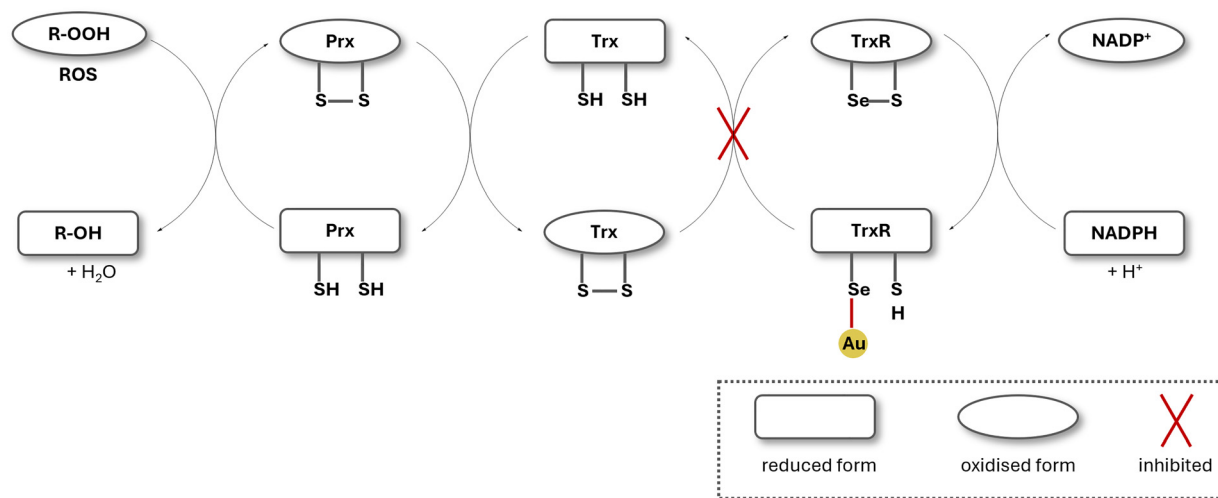 R-OOH
ROS
Prx
S S
Trx
SH SH
TrxR
Se S
NADP⁺
R-OH
+ H₂O
Prx
SH SH
Trx
S S
TrxR
Se S
H
Au
NADPH
+ H⁺
reduced form
oxidised form
inhibited